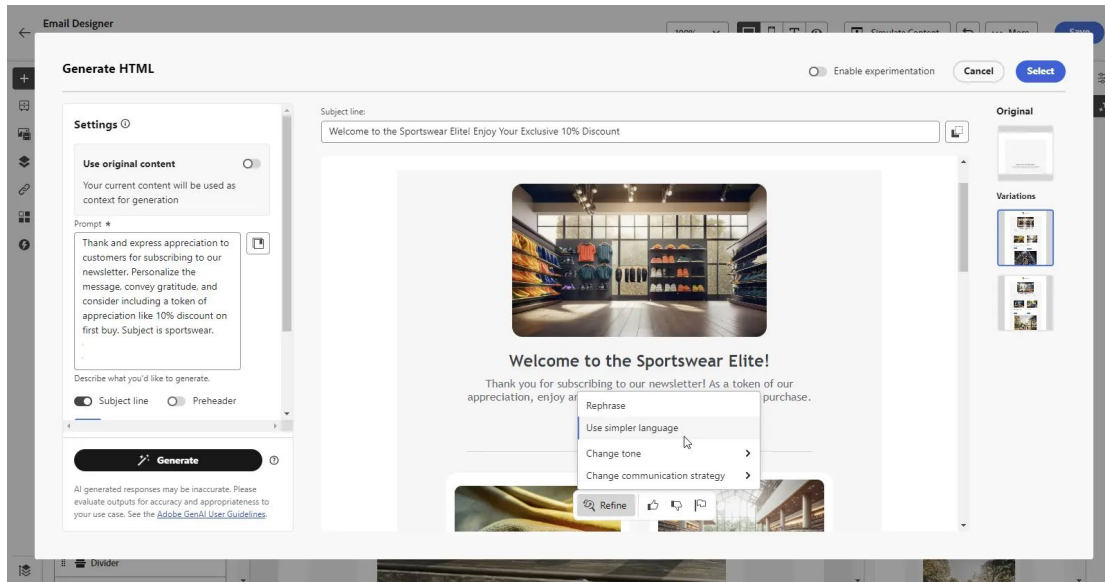 Email Designer
100%
Simulate Content
More
Save
Generate HTML
Enable experimentation
Cancel
Select
Settings
Use original content
Your current content will be used as
context for generation
Prompt *
Thank and express appreciation to
customers for subscribing to our
newsletter. Personalize the
message, convey gratitude, and
consider including a token of
appreciation like 10% discount on
first buy. Subject is sportswear.
Describe what you'd like to generate.
Subject line
Preheader
Generate
AI generated responses may be inaccurate. Please
evaluate outputs for accuracy and appropriateness to
your use case. See the Adobe GenAI User Guidelines.
Subject line:
Welcome to the Sportswear Elite! Enjoy Your Exclusive 10% Discount
Welcome to the Sportswear Elite!
Thank you for subscribing to our newsletter! As a token of our
appreciation, enjoy purchase.
Rephrase
Use simpler language
Change tone
Change communication strategy
Refine
Original
Variations
Divider